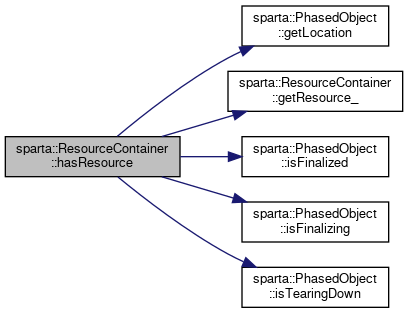 sparta::PhasedObject
::getLocation
sparta::ResourceContainer
::getResource_
sparta::ResourceContainer
::hasResource
sparta::PhasedObject
::isFinalized
sparta::PhasedObject
::isFinalizing
sparta::PhasedObject
::isTearingDown